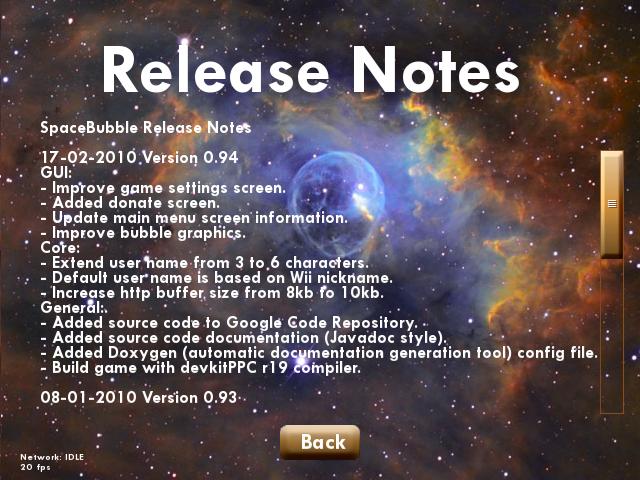 Release Notes
SpaceBubble Release Notes
17-02-2010 Version 0.94
GUI:
- Improve game settings screen.
- Added donate screen.
- Update main menu screen information.
- Improve bubble graphics.
Core:
- Extend user name from 3 to 6 characters.
- Default user name is based on Wii nickname.
- Increase http buffer size from 8kb to 10kb.
General:
- Added source code to Google Code Repository.
- Added source code documentation (Javadoc style).
- Added Doxygen (automatic documentation generation tool) config file.
- Build game with devkitPPC r19 compiler.
08-01-2010 Version 0.93
Back
Network: IDLE
20 fps